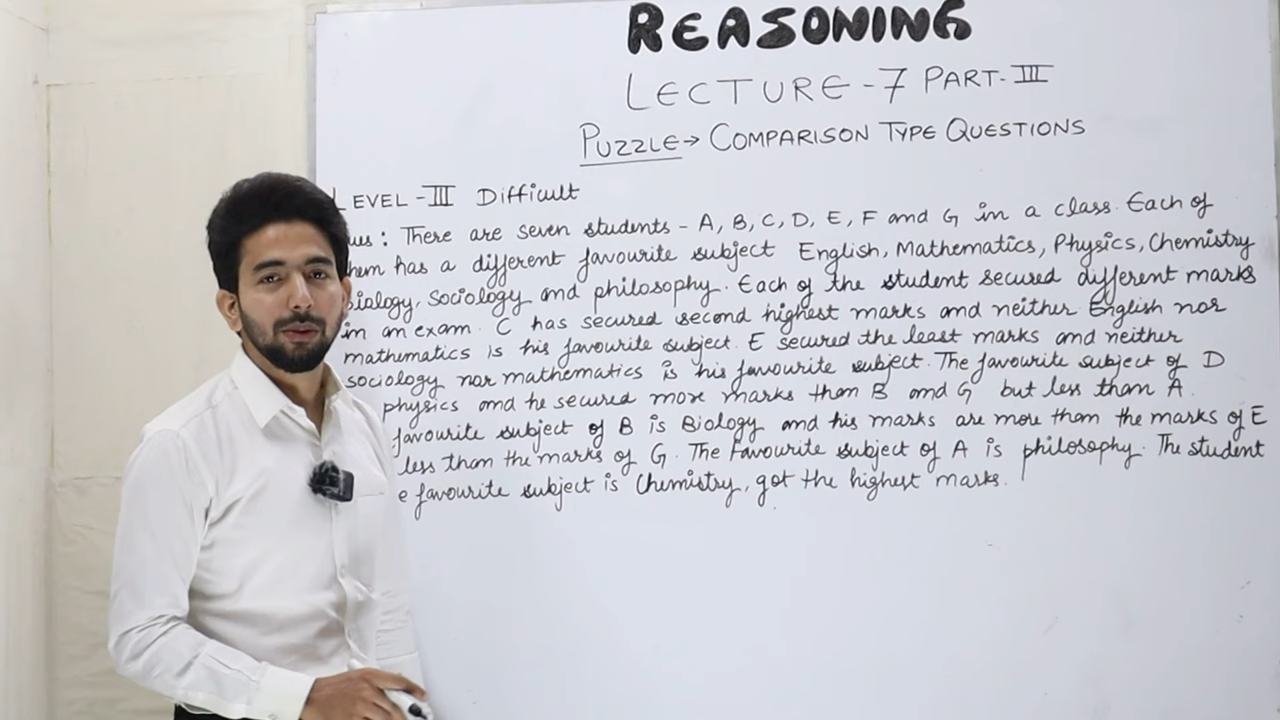 REASONING
LECTURE-7 PART-III
PUZZLE→ COMPARISON TYPE QUESTIONS
LEVEL-III Difficult
: There are seven students - A, B, C, D, E, F and G in a class. Each of
has a different favourite subject English, Mathematics, Physics, Chemistry
Biology, Sociology and philosophy. Each of the student secured different marks
in an exam. C has secured second highest marks and neither English nor
mathematics is his favourite subject. E secured the least marks and neither
sociology nor mathematics is his favourite subject. The favourite subject of D
physics and he secured more marks than B and G but less than A.
favourite subject of B is Biology and his marks are more than the marks of E
less than the marks of G. The favourite subject of A is philosophy. The student
favourite subject is Chemistry, got the highest marks.